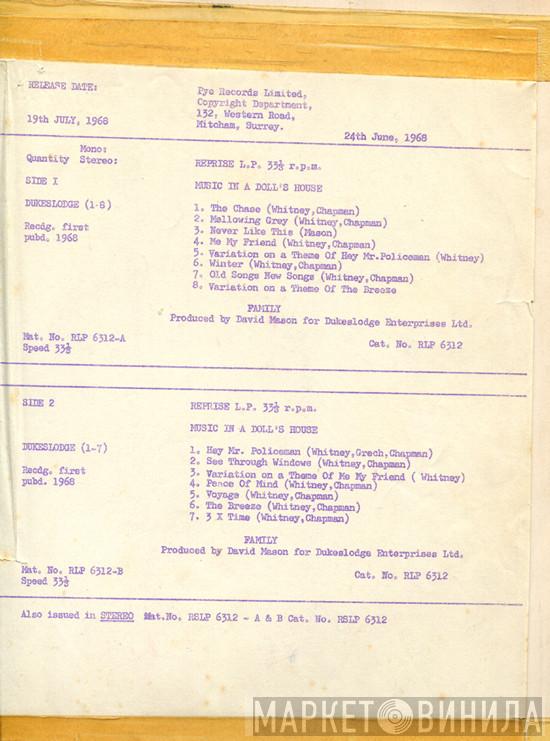 RELEASE DATE:
Pye Records Limited,
Copyright Department,
132, Western Road,
Mitcham, Surrey.
19th JULY, 1968
24th June, 1968
Mono:
Quantity Stereo:
REPRISE L.P. 33⅓ r.p.m.
SIDE I
MUSIC IN A DOLL'S HOUSE
DUKESLODGE (1-8)
Recdg. first
pubd. 1968
1. The Chase (Whitney,Chapman)
2. Mellowing Grey (Whitney,Chapman)
3. Never Like This (Mason)
4. Me My Friend (Whitney,Chapman)
5. Variation on a Theme Of Hey Mr.Policeman (Whitney)
6. Winter (Whitney,Chapman)
7. Old Songs New Songs (Whitney,Chapman)
8. Variation on a Theme Of The Breeze
FAMILY
Produced by David Mason for Dukeslodge Enterprises Ltd.
Mat. No. RLP 6312-A
Speed 33⅓
Cat. No. RLP 6312
SIDE 2
REPRISE L.P. 33⅓ r.p.m.
MUSIC IN A DOLL'S HOUSE
DUKESLODGE (1-7)
Recdg. first
pubd. 1968
1. Hey Mr. Policeman (Whitney,Grech,Chapman)
2. See Through Windows (Whitney,Chapman)
3. Variation on a Theme Of Me My Friend ( Whitney)
4. Peace Of Mind (Whitney,Chapman)
5. Voyage (Whitney,Chapman)
6. The Breeze (Whitney,Chapman)
7. 3 X Time (Whitney,Chapman)
FAMILY
Produced by David Mason for Dukeslodge Enterprises Ltd.
Mat. No. RLP 6312-B
Speed 33⅓
Cat. No. RLP 6312
Also issued in STEREO Mat.No. RSLP 6312 - A & B Cat. No. RSLP 6312
МАРКЕТОВИНИЛА